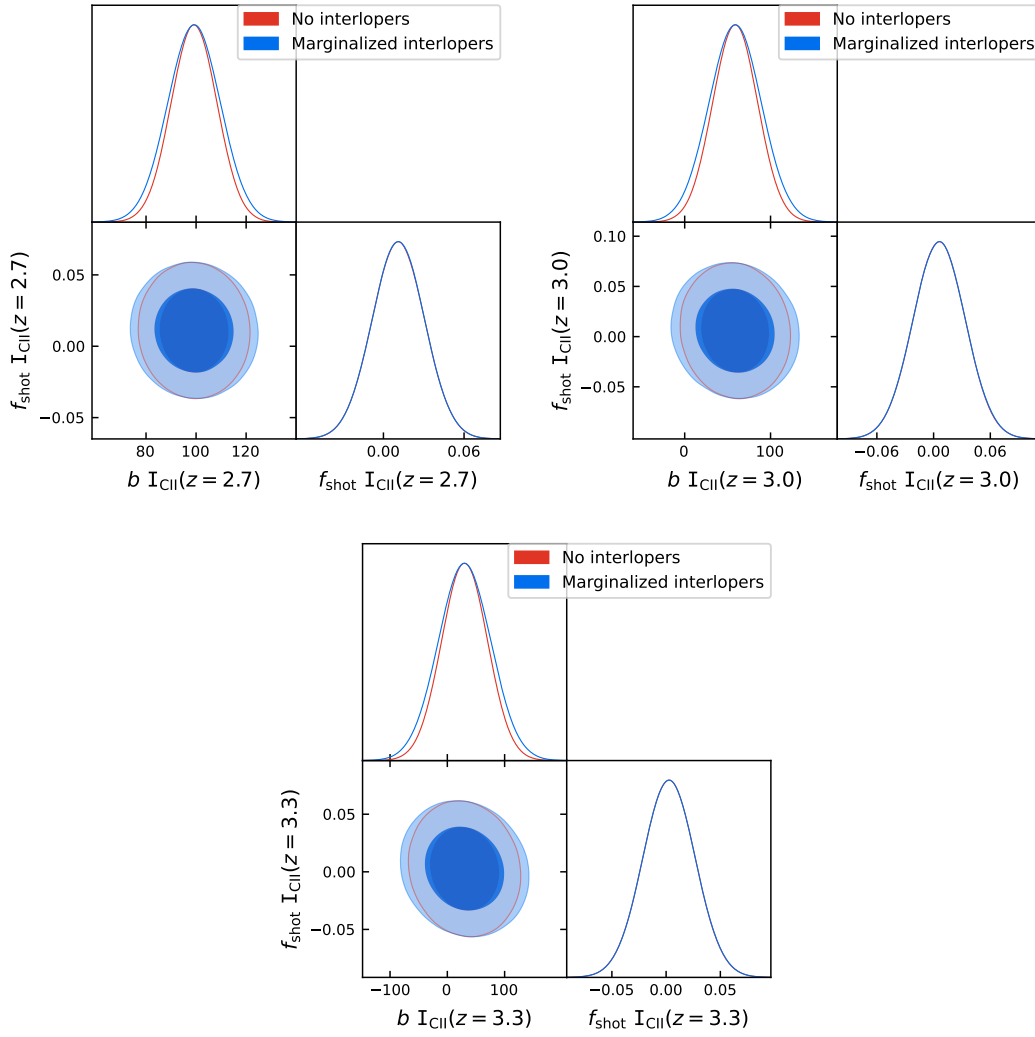 No interlopers
Marginalized interlopers
0.05
0.00
−0.05
f_shot I_CII(z = 2.7)
80 100 120
b I_CII(z = 2.7)
0.00 0.06
f_shot I_CII(z = 2.7)
No interlopers
Marginalized interlopers
0.10
0.05
0.00
−0.05
f_shot I_CII(z = 3.0)
0 100
b I_CII(z = 3.0)
−0.06 0.00 0.06
f_shot I_CII(z = 3.0)
No interlopers
Marginalized interlopers
0.05
0.00
−0.05
f_shot I_CII(z = 3.3)
−100 0 100
b I_CII(z = 3.3)
−0.05 0.00 0.05
f_shot I_CII(z = 3.3)